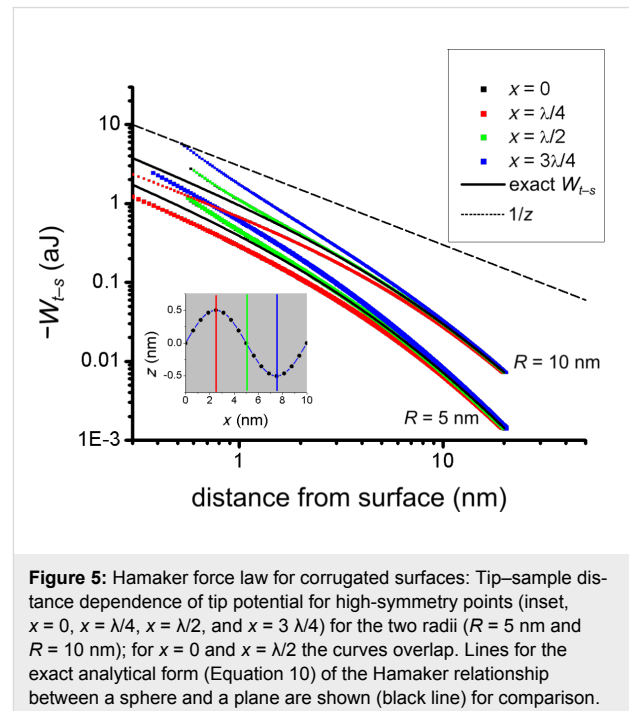 x = 0
x = λ/4
x = λ/2
x = 3λ/4
exact Wt–s
1/z
10
1
0.1
0.01
1E-3
−Wt–s (aJ)
R = 10 nm
R = 5 nm
0.5
0.0
-0.5
z (nm)
0 2 4 6 8 10
x (nm)
1 10
distance from surface (nm)
Figure 5: Hamaker force law for corrugated surfaces: Tip–sample dis-
tance dependence of tip potential for high-symmetry points (inset,
x = 0, x = λ/4, x = λ/2, and x = 3 λ/4) for the two radii (R = 5 nm and
R = 10 nm); for x = 0 and x = λ/2 the curves overlap. Lines for the
exact analytical form (Equation 10) of the Hamaker relationship
between a sphere and a plane are shown (black line) for comparison.